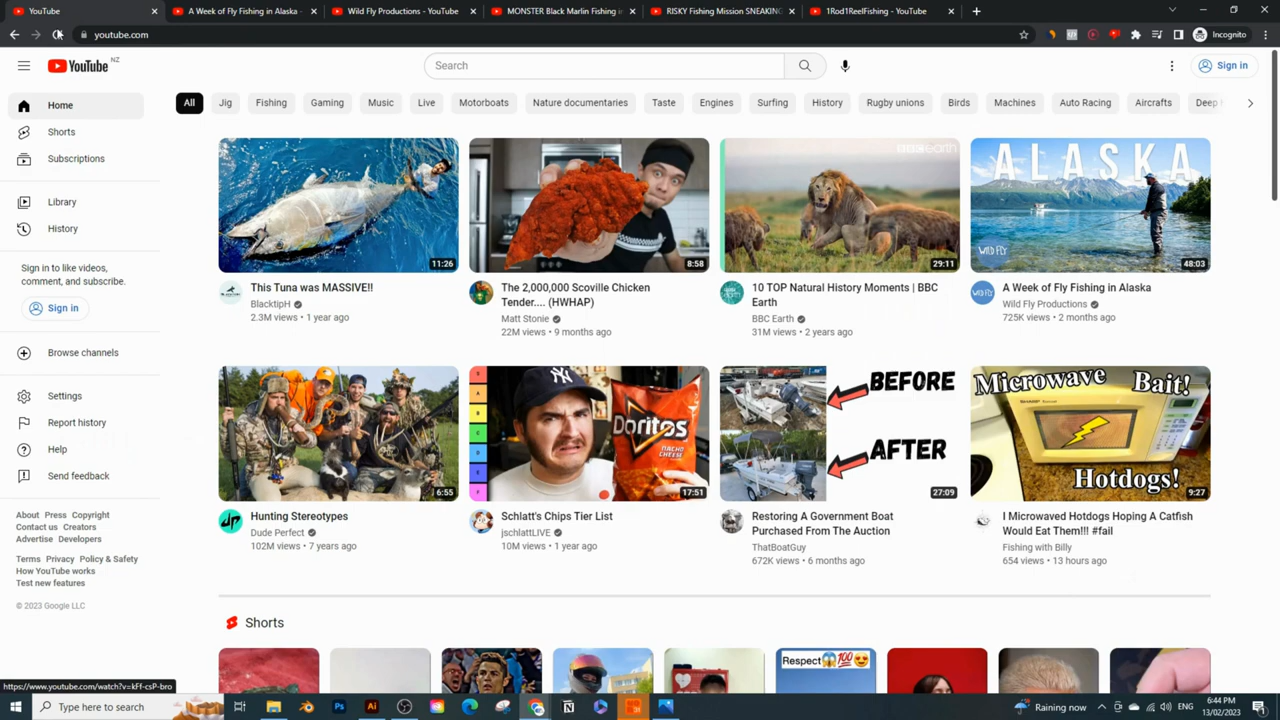 YouTube
A Week of Fly Fishing in Alaska -
Wild Fly Productions - YouTube
MONSTER Black Marlin Fishing in
RISKY Fishing Mission SNEAKING
1Rod1ReelFishing - YouTube
youtube.com
Incognito
YouTube NZ
Search
Sign in
Home
Shorts
Subscriptions
Library
History
Sign in to like videos,
comment, and subscribe.
Sign in
Browse channels
Settings
Report history
Help
Send feedback
About Press Copyright
Contact us Creators
Advertise Developers
Terms Privacy Policy & Safety
How YouTube works
Test new features
© 2023 Google LLC
All Jig Fishing Gaming Music Live Motorboats Nature documentaries Taste Engines Surfing History Rugby unions Birds Machines Auto Racing Aircrafts Deep
11:26
This Tuna was MASSIVE!!
BlacktipH
2.3M views • 1 year ago
8:58
The 2,000,000 Scoville Chicken
Tender.... (HWHAP)
Matt Stonie
22M views • 9 months ago
BBC earth
29:11
10 TOP Natural History Moments | BBC
Earth
BBC Earth
31M views • 2 years ago
ALASKA
WILD FLY
48:03
A Week of Fly Fishing in Alaska
Wild Fly Productions
725K views • 2 months ago
6:55
Hunting Stereotypes
Dude Perfect
102M views • 7 years ago
Doritos
NACHO
CHEESE
17:51
Schlatt's Chips Tier List
jschlattLIVE
10M views • 1 year ago
BEFORE
AFTER
27:09
Restoring A Government Boat
Purchased From The Auction
ThatBoatGuy
672K views • 6 months ago
Microwave Bait!
Hotdogs!
9:27
I Microwaved Hotdogs Hoping A Catfish
Would Eat Them!!! #fail
Fishing with Billy
654 views • 13 hours ago
Shorts
Respect
https://www.youtube.com/watch?v=kFf-csP-bro
Type here to search
Raining now
6:44 PM
13/02/2023